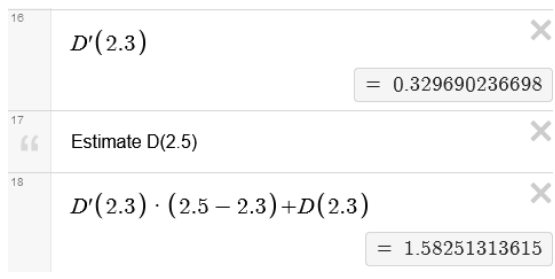 16
D′(2.3)
= 0.329690236698
17
“ Estimate D(2.5)
18
D′(2.3) · (2.5 − 2.3)+D(2.3)
= 1.58251313615